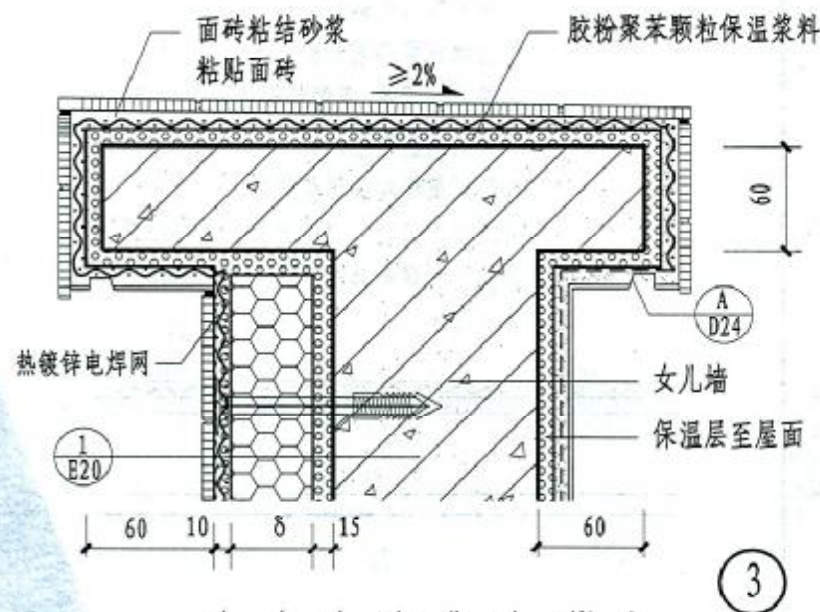 面砖粘结砂浆
粘贴面砖
胶粉聚苯颗粒保温浆料
≥2%
60
A
D24
热镀锌电焊网
女儿墙
保温层至屋面
1
E20
60 10 δ 15 60
3